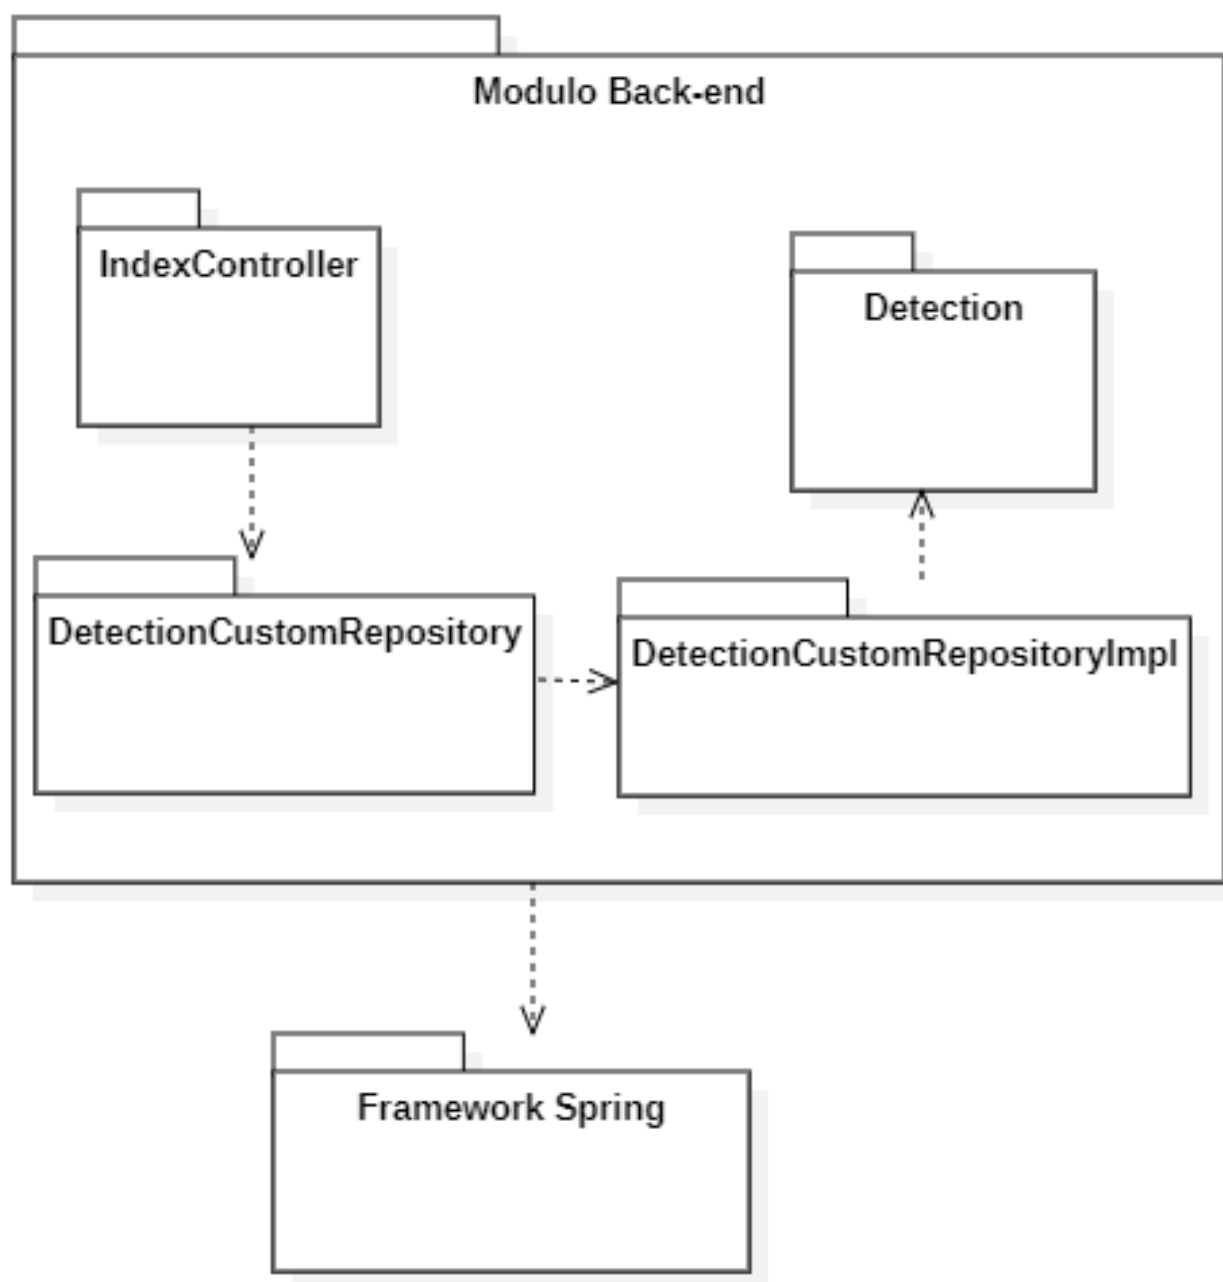 Modulo Back-end
IndexController
Detection
DetectionCustomRepository
DetectionCustomRepositoryImpl
Framework Spring